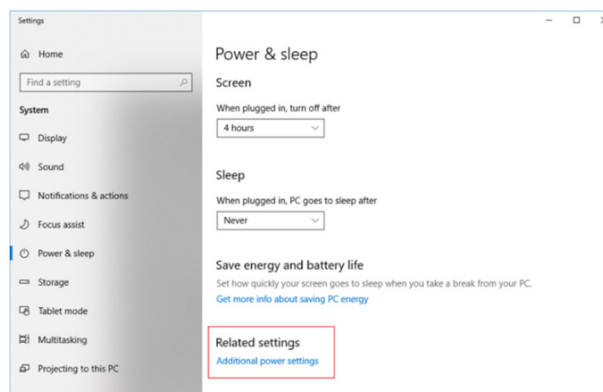 Settings
Home
Find a setting
System
Display
Sound
Notifications & actions
Focus assist
Power & sleep
Storage
Tablet mode
Multitasking
Projecting to this PC
Power & sleep
Screen
When plugged in, turn off after
4 hours
Sleep
When plugged in, PC goes to sleep after
Never
Save energy and battery life
Set how quickly your screen goes to sleep when you take a break from your PC.
Get more info about saving PC energy
Related settings
Additional power settings